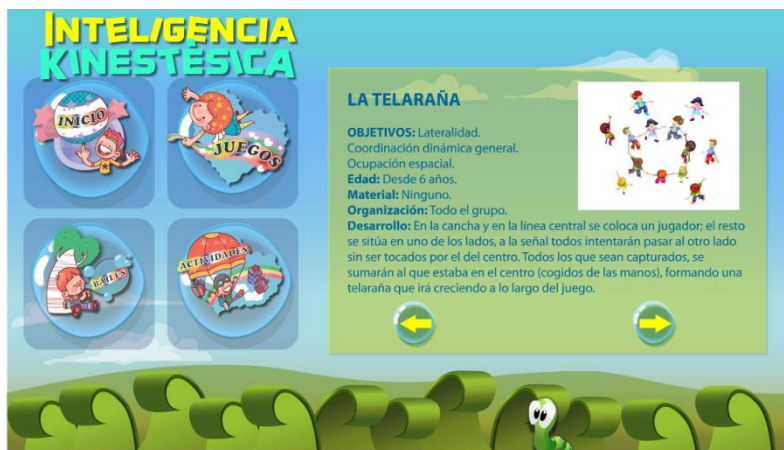 INTELIGENCIA
KINESTÈSICA
INICIO
JUEGOS
BAILES
ACTIVIDADES
LA TELARAÑA
OBJETIVOS: Lateralidad.
Coordinación dinámica general.
Ocupación espacial.
Edad: Desde 6 años.
Material: Ninguno.
Organización: Todo el grupo.
Desarrollo: En la cancha y en la línea central se coloca un jugador; el resto
se sitúa en uno de los lados, a la señal todos intentarán pasar al otro lado
sin ser tocados por el del centro. Todos los que sean capturados, se
sumarán al que estaba en el centro (cogidos de las manos), formando una
telaraña que irá creciendo a lo largo del juego.